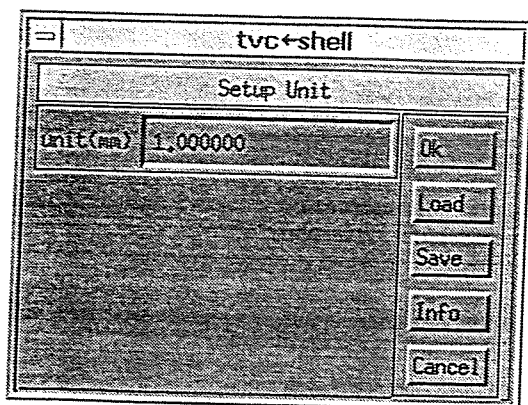 tvc←shell
Setup Unit
unit(mm) 1.000000
Ok
Load
Save
Info
Cancel